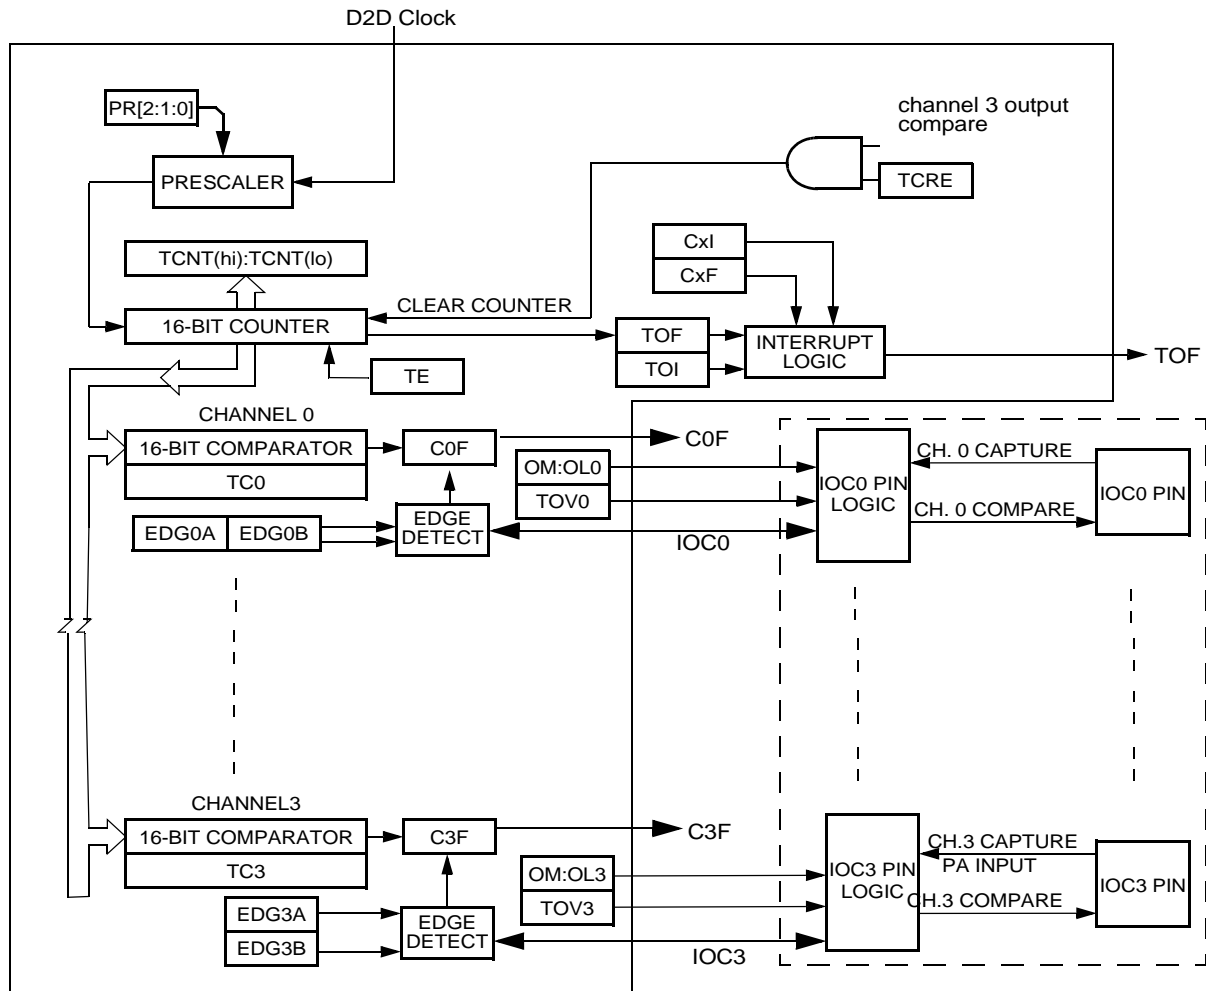 D2D Clock
PR[2:1:0]
channel 3 output
compare
PRESCALER
TCRE
CxI
CxF
TCNT(hi):TCNT(lo)
CLEAR COUNTER
16-BIT COUNTER
TOF
TOI
INTERRUPT
LOGIC
TOF
TE
CHANNEL 0
16-BIT COMPARATOR
TC0
C0F
C0F
OM:OL0
TOV0
EDG0A
EDG0B
EDGE
DETECT
IOC0
IOC0 PIN
LOGIC
CH. 0 CAPTURE
CH. 0 COMPARE
IOC0 PIN
CHANNEL3
16-BIT COMPARATOR
TC3
C3F
C3F
OM:OL3
TOV3
EDG3A
EDG3B
EDGE
DETECT
IOC3
IOC3 PIN
LOGIC
CH.3 CAPTURE
PA INPUT
CH.3 COMPARE
IOC3 PIN